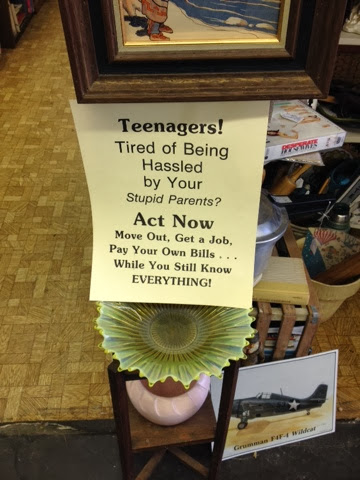 Teenagers!
Tired of Being
Hassled
by Your
Stupid Parents?
Act Now
Move Out, Get a Job,
Pay Your Own Bills . . .
While You Still Know
EVERYTHING!
Grumman F4F-4 Wildcat